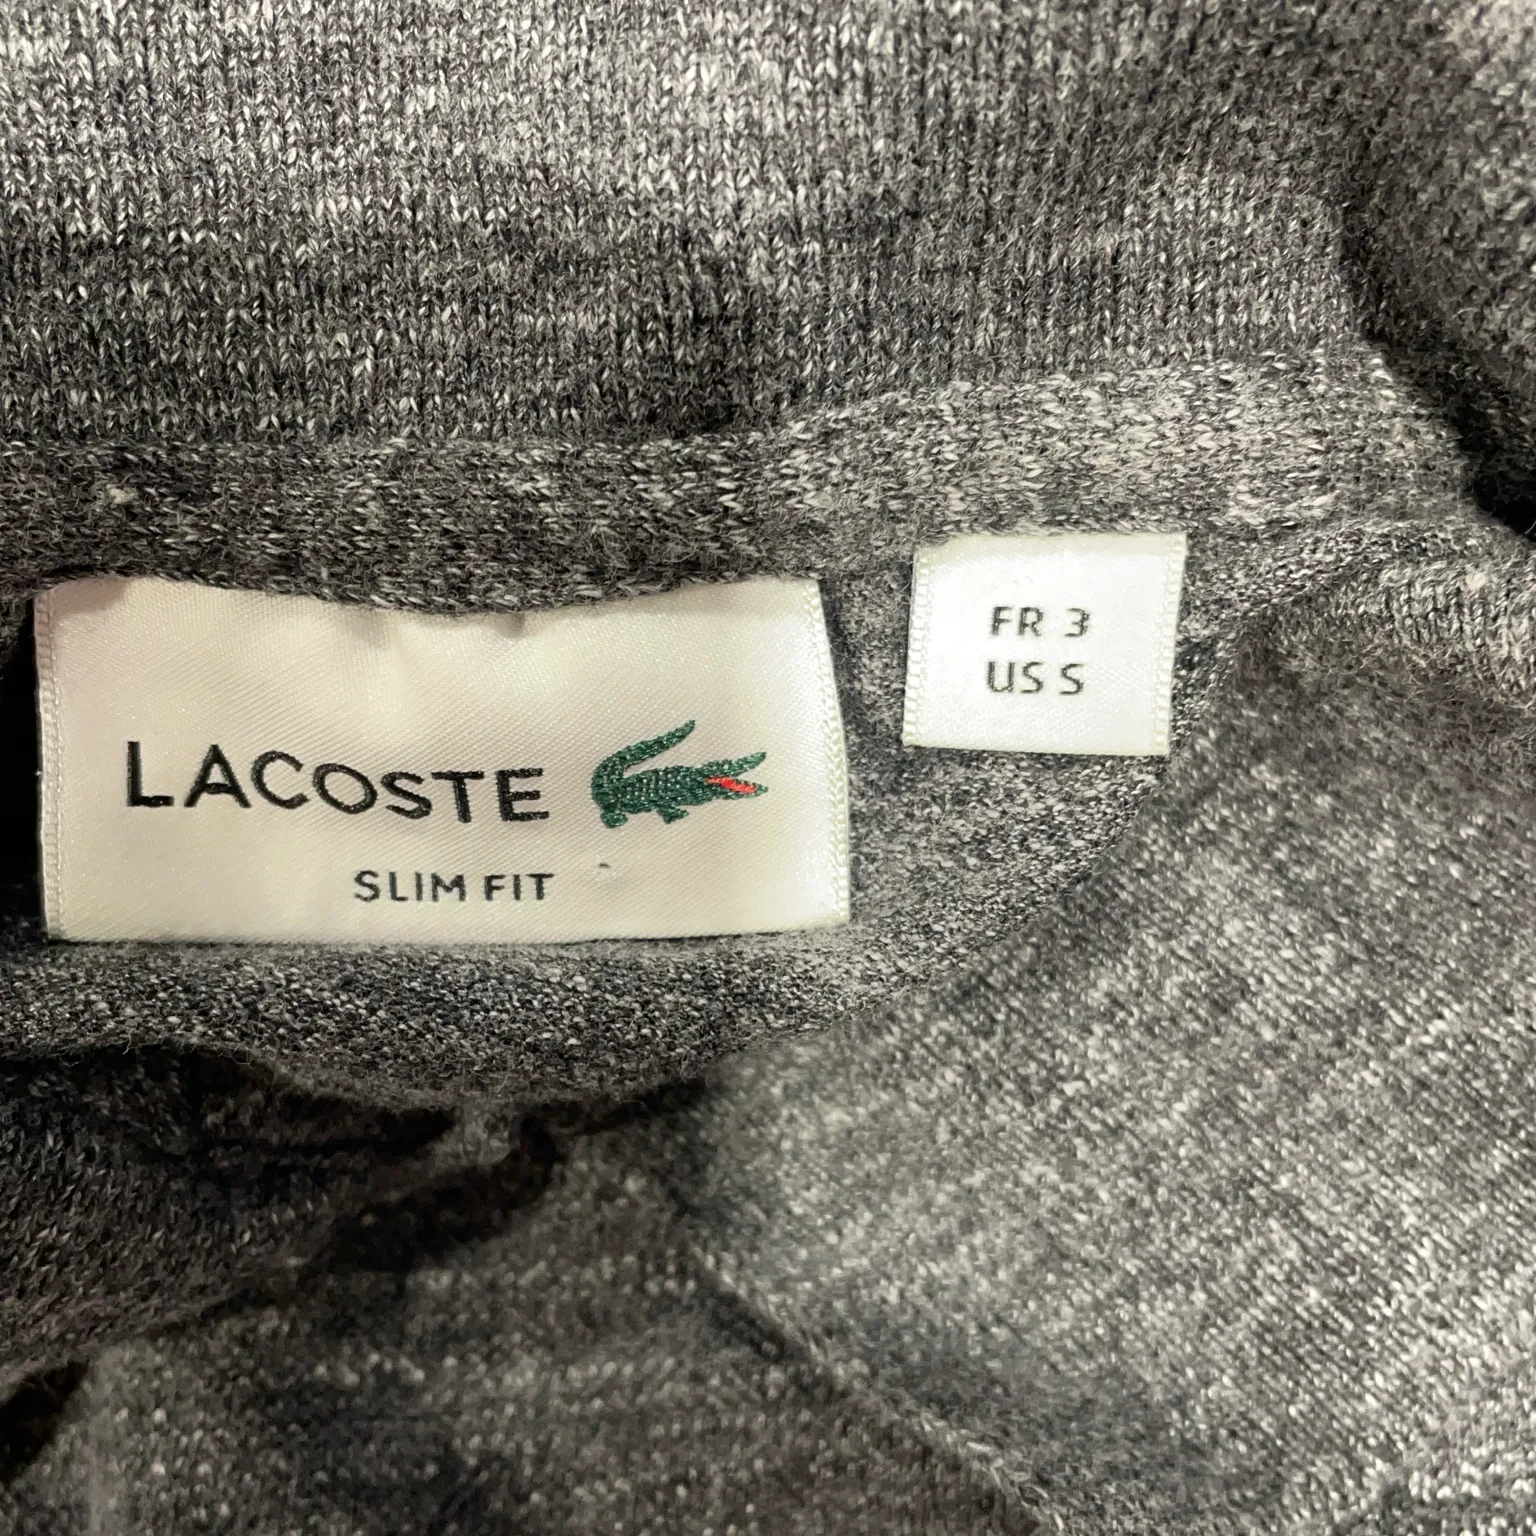 LACOSTE
SLIM FIT
FR 3
US S